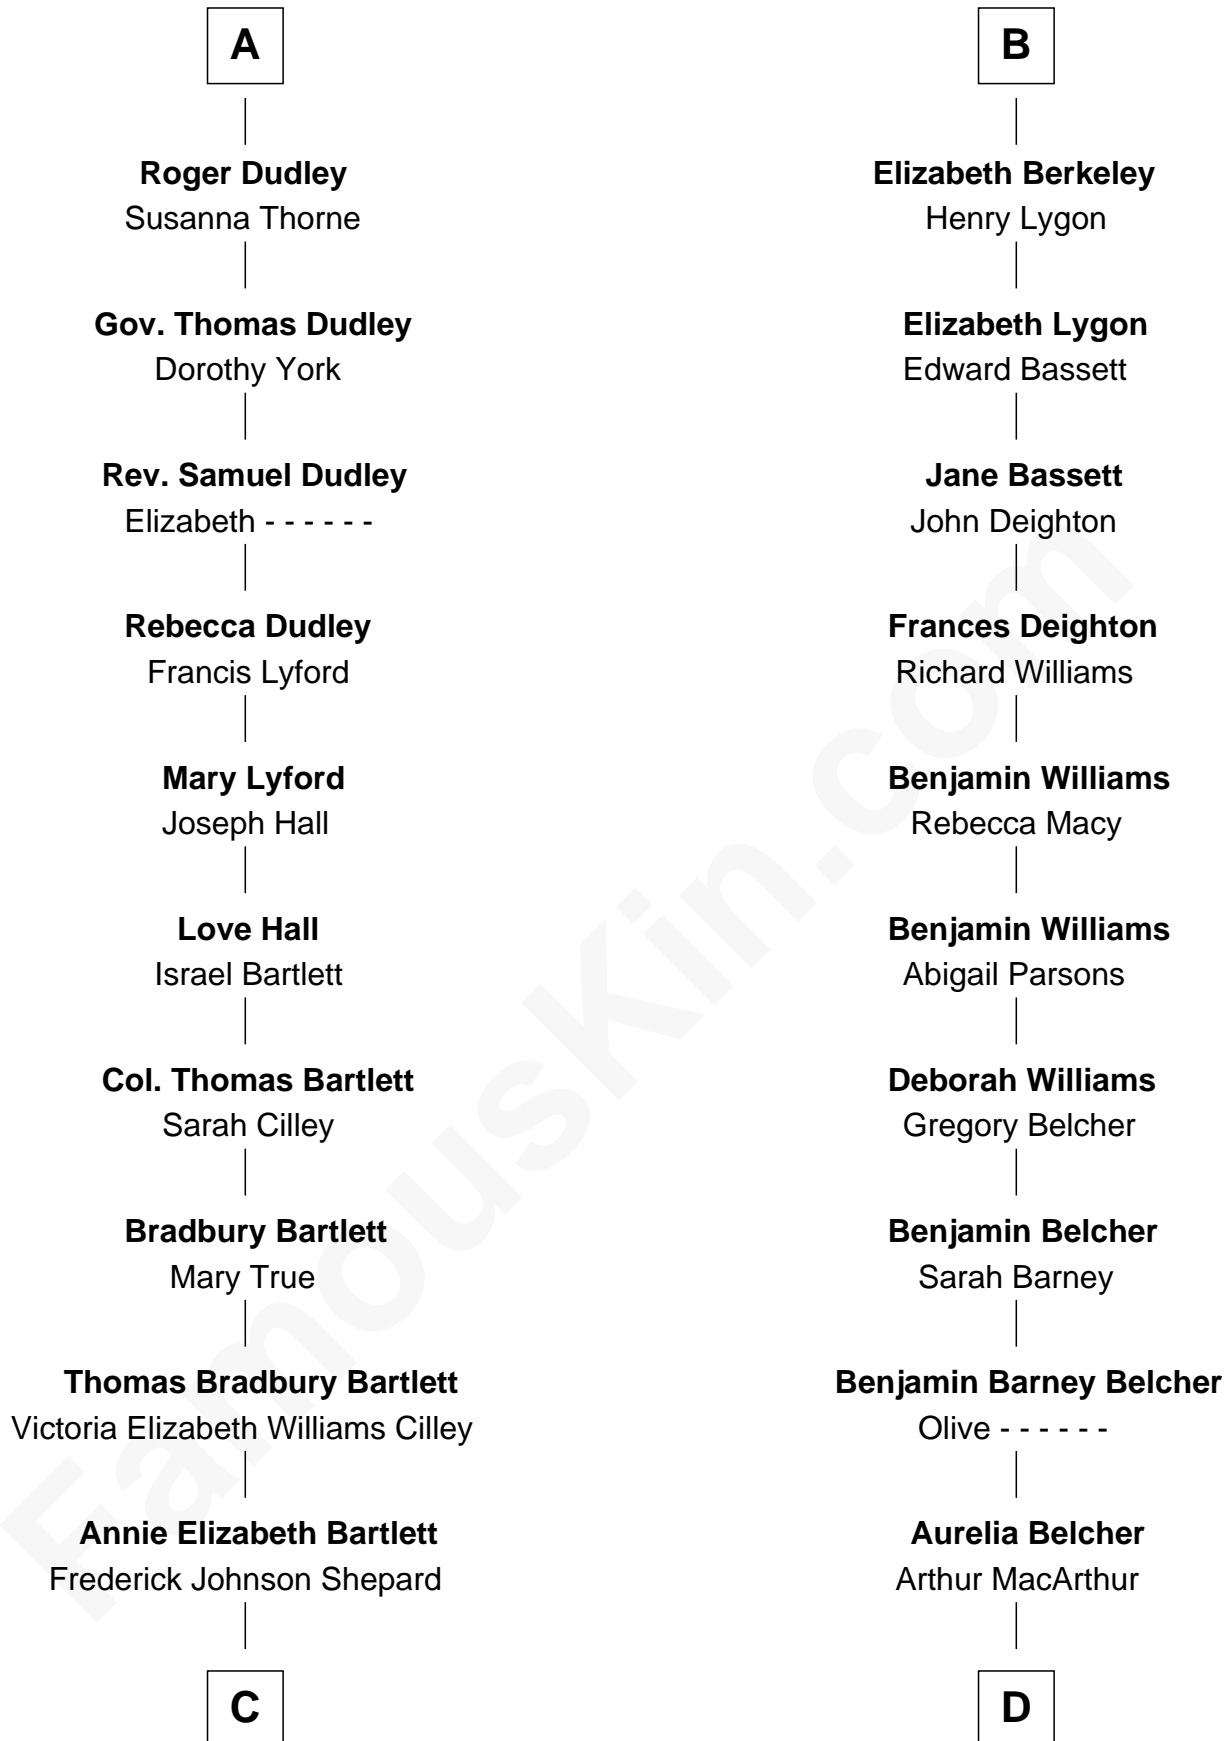 A
Roger Dudley
Susanna Thorne
Gov. Thomas Dudley
Dorothy York
Rev. Samuel Dudley
Elizabeth - - - - - -
Rebecca Dudley
Francis Lyford
Mary Lyford
Joseph Hall
Love Hall
Israel Bartlett
Col. Thomas Bartlett
Sarah Cilley
Bradbury Bartlett
Mary True
Thomas Bradbury Bartlett
Victoria Elizabeth Williams Cilley
Annie Elizabeth Bartlett
Frederick Johnson Shepard
C
B
Elizabeth Berkeley
Henry Lygon
Elizabeth Lygon
Edward Bassett
Jane Bassett
John Deighton
Frances Deighton
Richard Williams
Benjamin Williams
Rebecca Macy
Benjamin Williams
Abigail Parsons
Deborah Williams
Gregory Belcher
Benjamin Belcher
Sarah Barney
Benjamin Barney Belcher
Olive - - - - - -
Aurelia Belcher
Arthur MacArthur
D
FamousKin.com